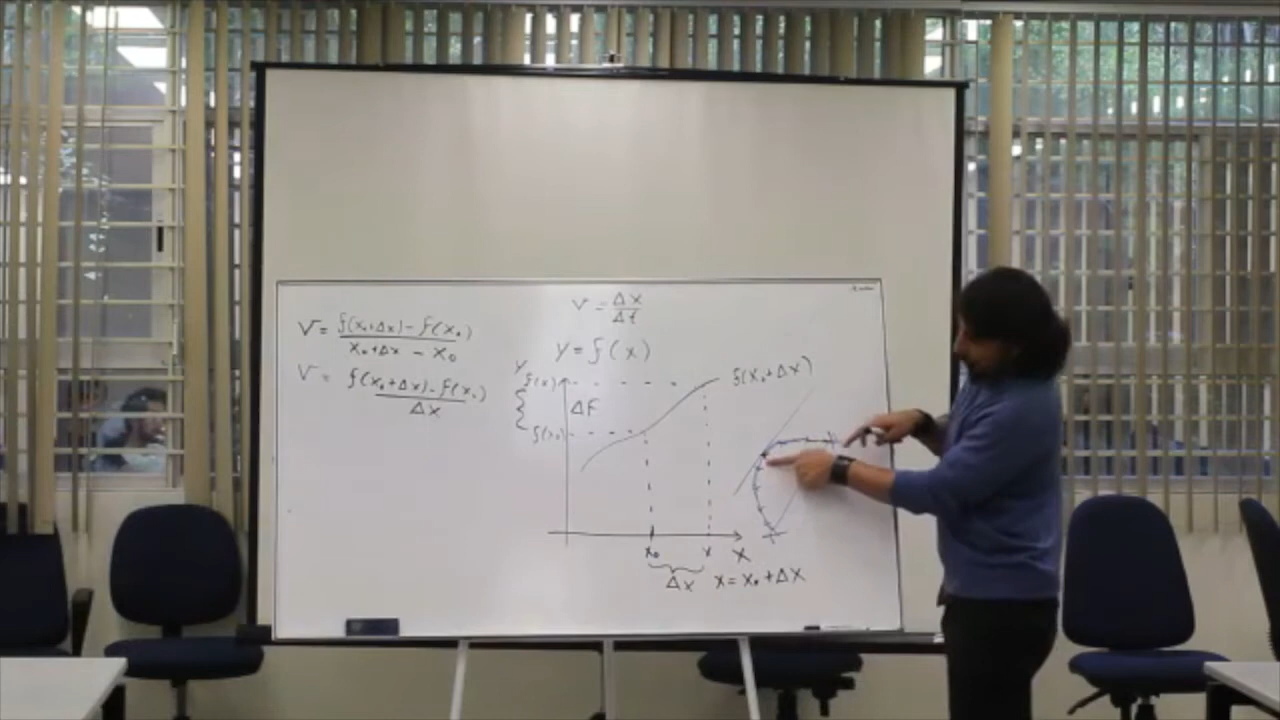 V = Δx/Δt
V = f(x₀+Δx) - f(x₀) / x₀+Δx - x₀
y = f(x)
V = f(x₀+Δx) - f(x₀) / Δx
y
f(x)
f(x₀+Δx)
ΔF
f(x₀)
x₀
x
X
Δx
x = x₀ + Δx